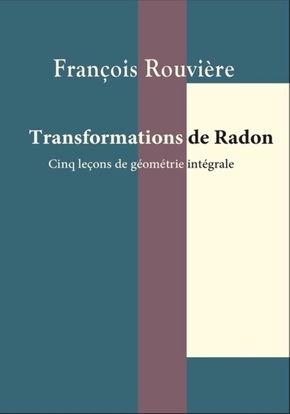 François Rouvière
Transformations de Radon
Cinq leçons de géométrie intégrale